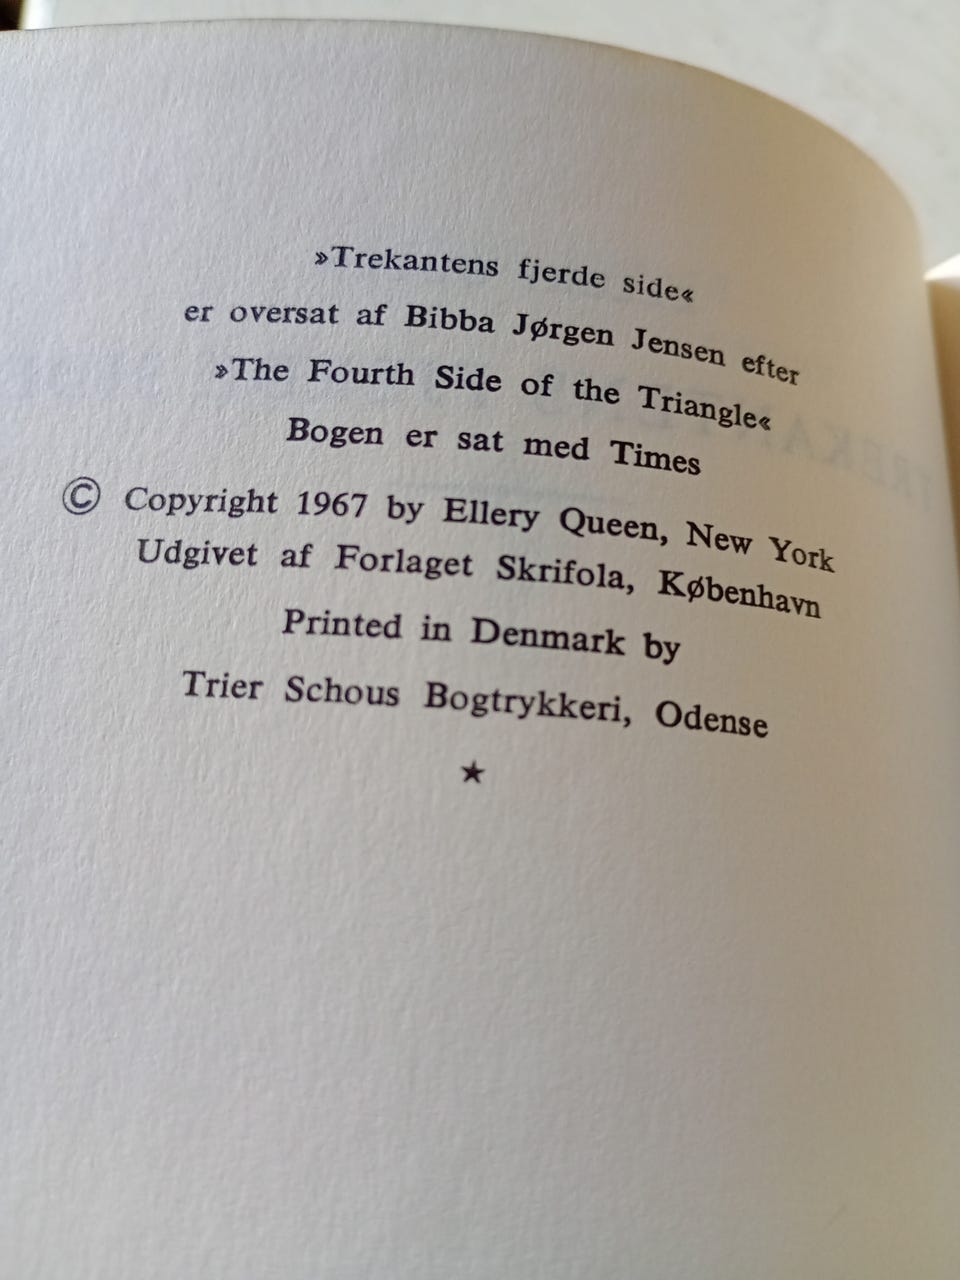 »Trekantens fjerde side«
er oversat af Bibba Jørgen Jensen efter
»The Fourth Side of the Triangle«
Bogen er sat med Times
© Copyright 1967 by Ellery Queen, New York
Udgivet af Forlaget Skrifola, København
Printed in Denmark by
Trier Schous Bogtrykkeri, Odense
★